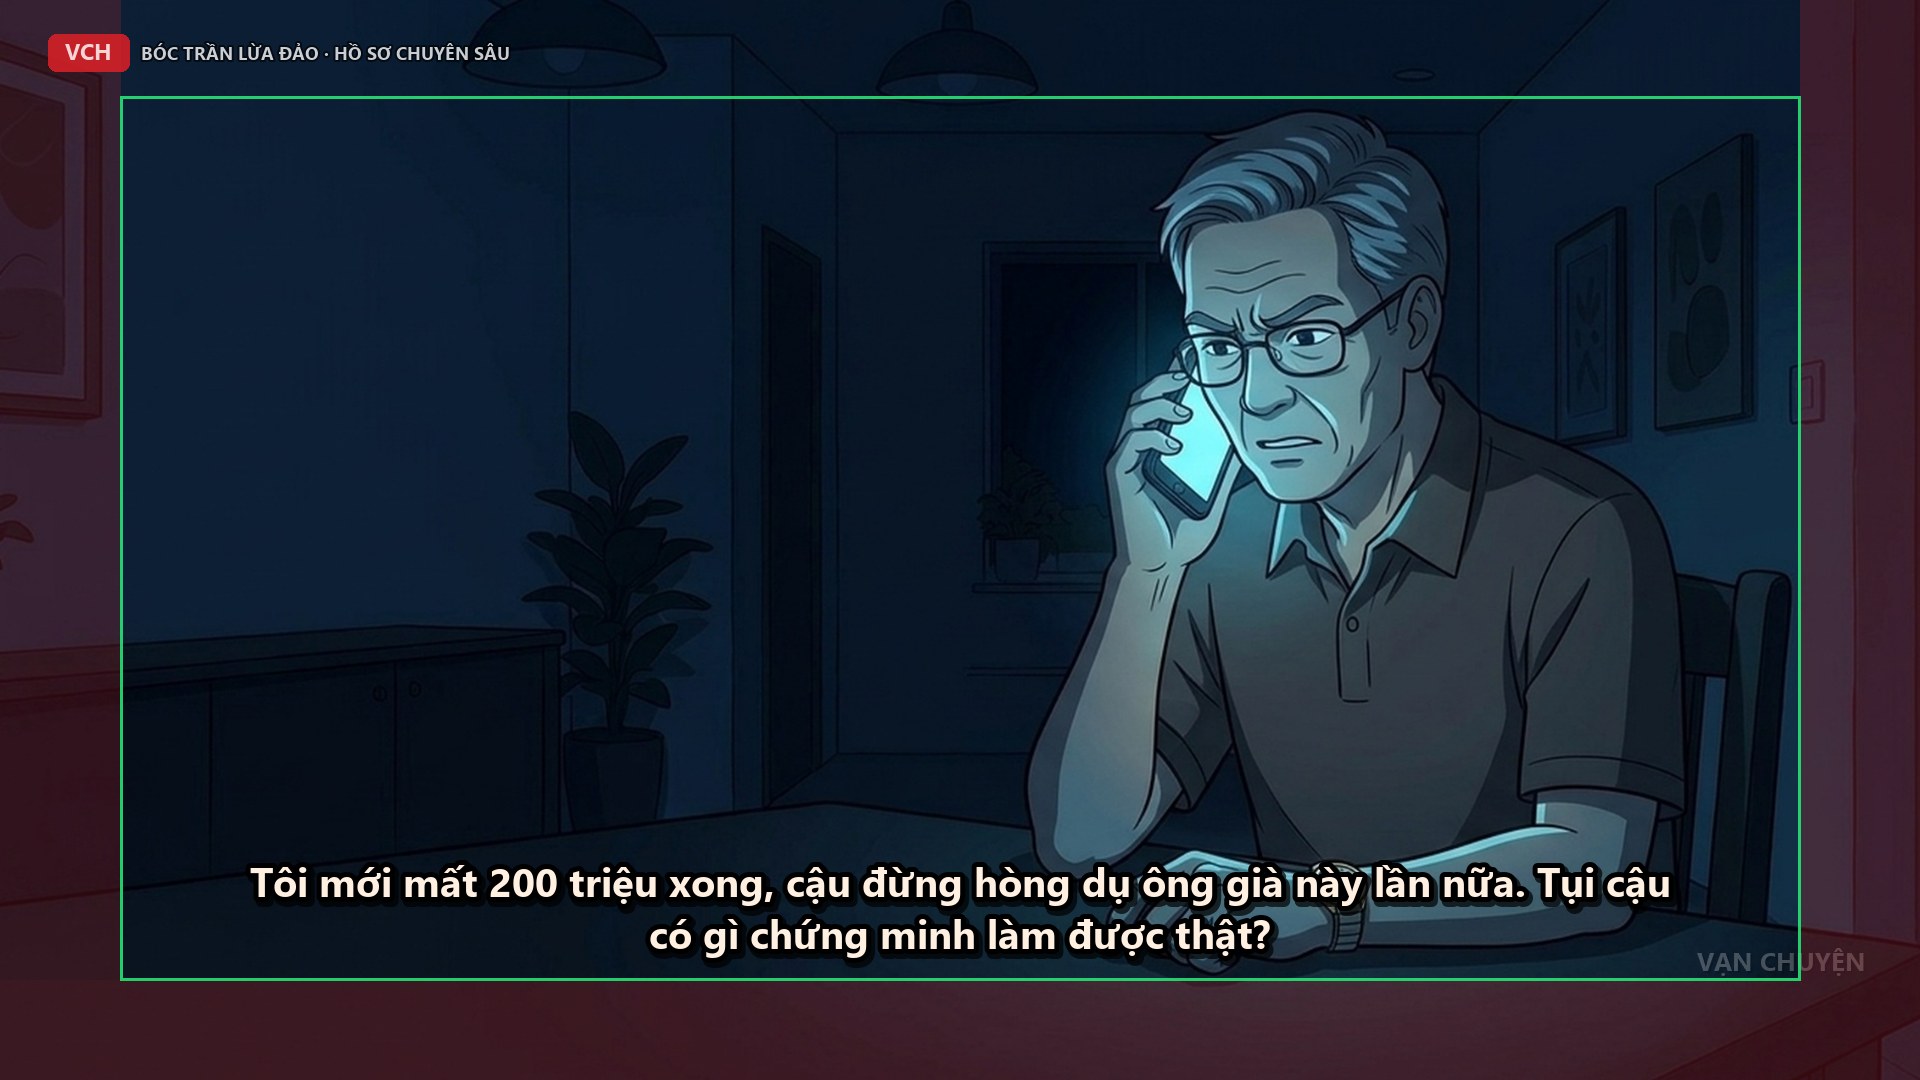 VCH BÓC TRẦN LỪA ĐẢO · HỒ SƠ CHUYÊN SÂU
Tôi mới mất 200 triệu xong, cậu đừng hòng dụ ông già này lần nữa. Tụi cậu
có gì chứng minh làm được thật?
VẠN CHUYỆN